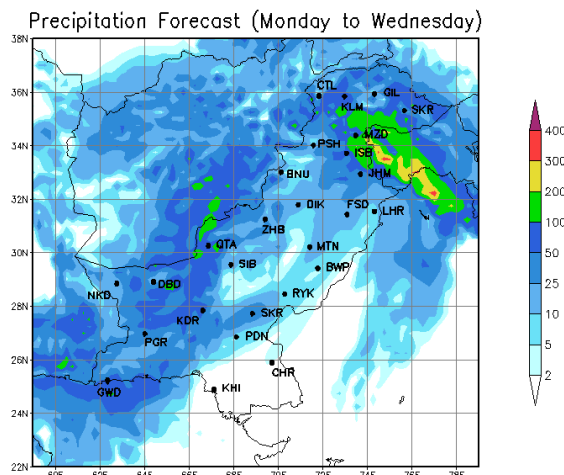 Precipitation Forecast (Monday to Wednesday)
38N
36N
34N
32N
30N
28N
26N
24N
22N
CTL
GIL
KLM
SKR
MZD
PSH
ISB
BNU
JHM
DIK
FSD
LHR
ZHB
QTA
MTN
SIB
BWP
NKD
DBD
RYK
KDR
SKR
PGR
PDN
CHR
GWD
KHI
400
300
200
100
50
25
10
5
2